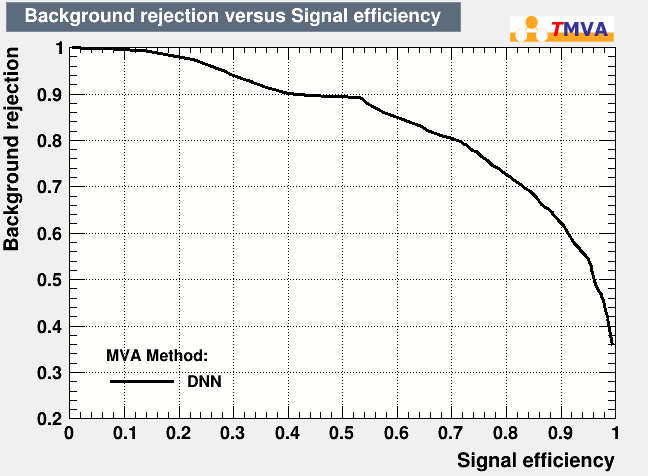 Background rejection versus Signal efficiency
TMVA
Background rejection
1
0.9
0.8
0.7
0.6
0.5
0.4
0.3
0.2
MVA Method:
DNN
0 0.1 0.2 0.3 0.4 0.5 0.6 0.7 0.8 0.9 1
Signal efficiency